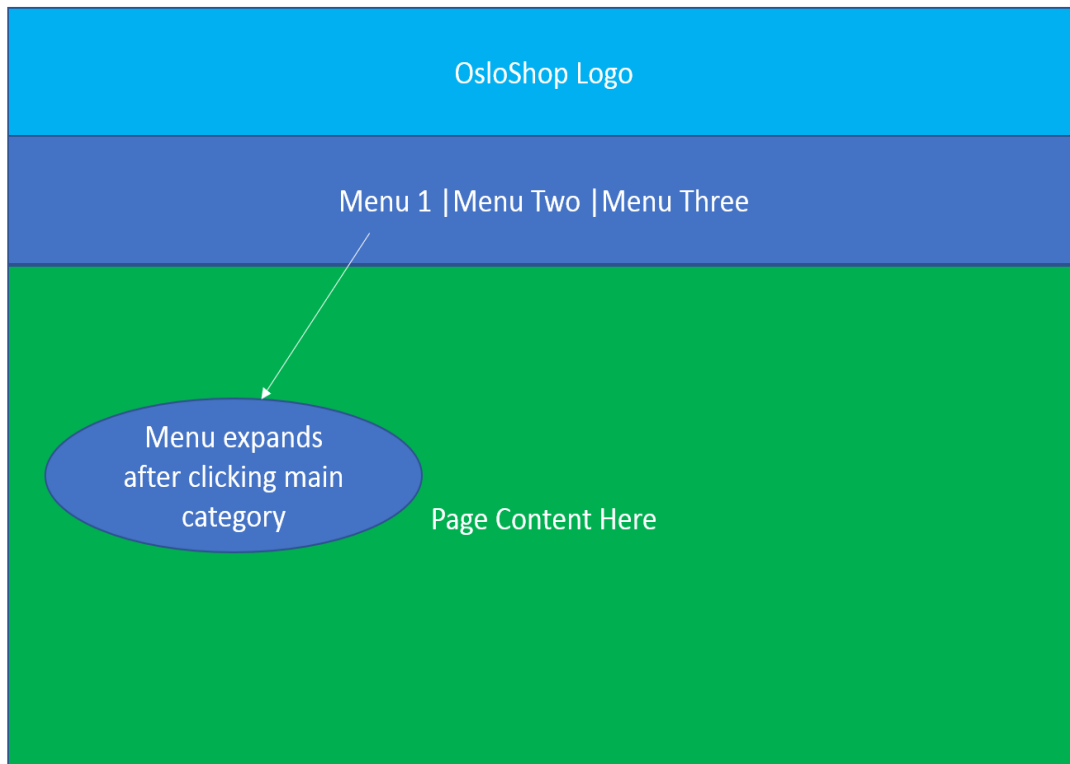 OsloShop Logo
Menu 1 |Menu Two |Menu Three
Menu expands
after clicking main
category
Page Content Here